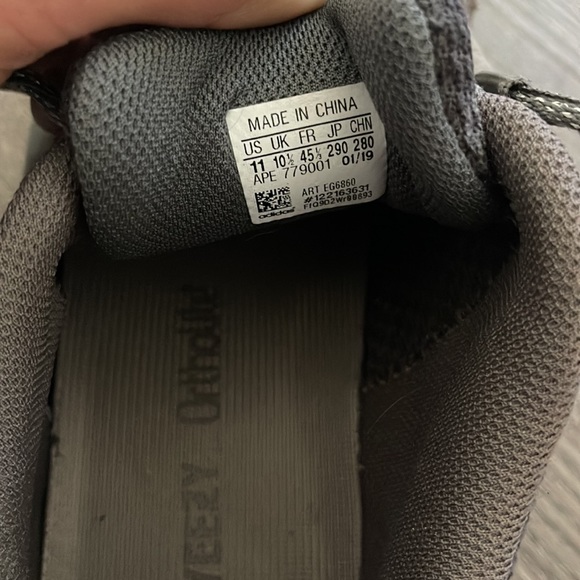 MADE IN CHINA
US UK FR JP CHN
11 10½ 45⅓ 290 280
APE 779001 01/19
ART EG6860
#122163631
adidas
OrthoLite
YEEZY